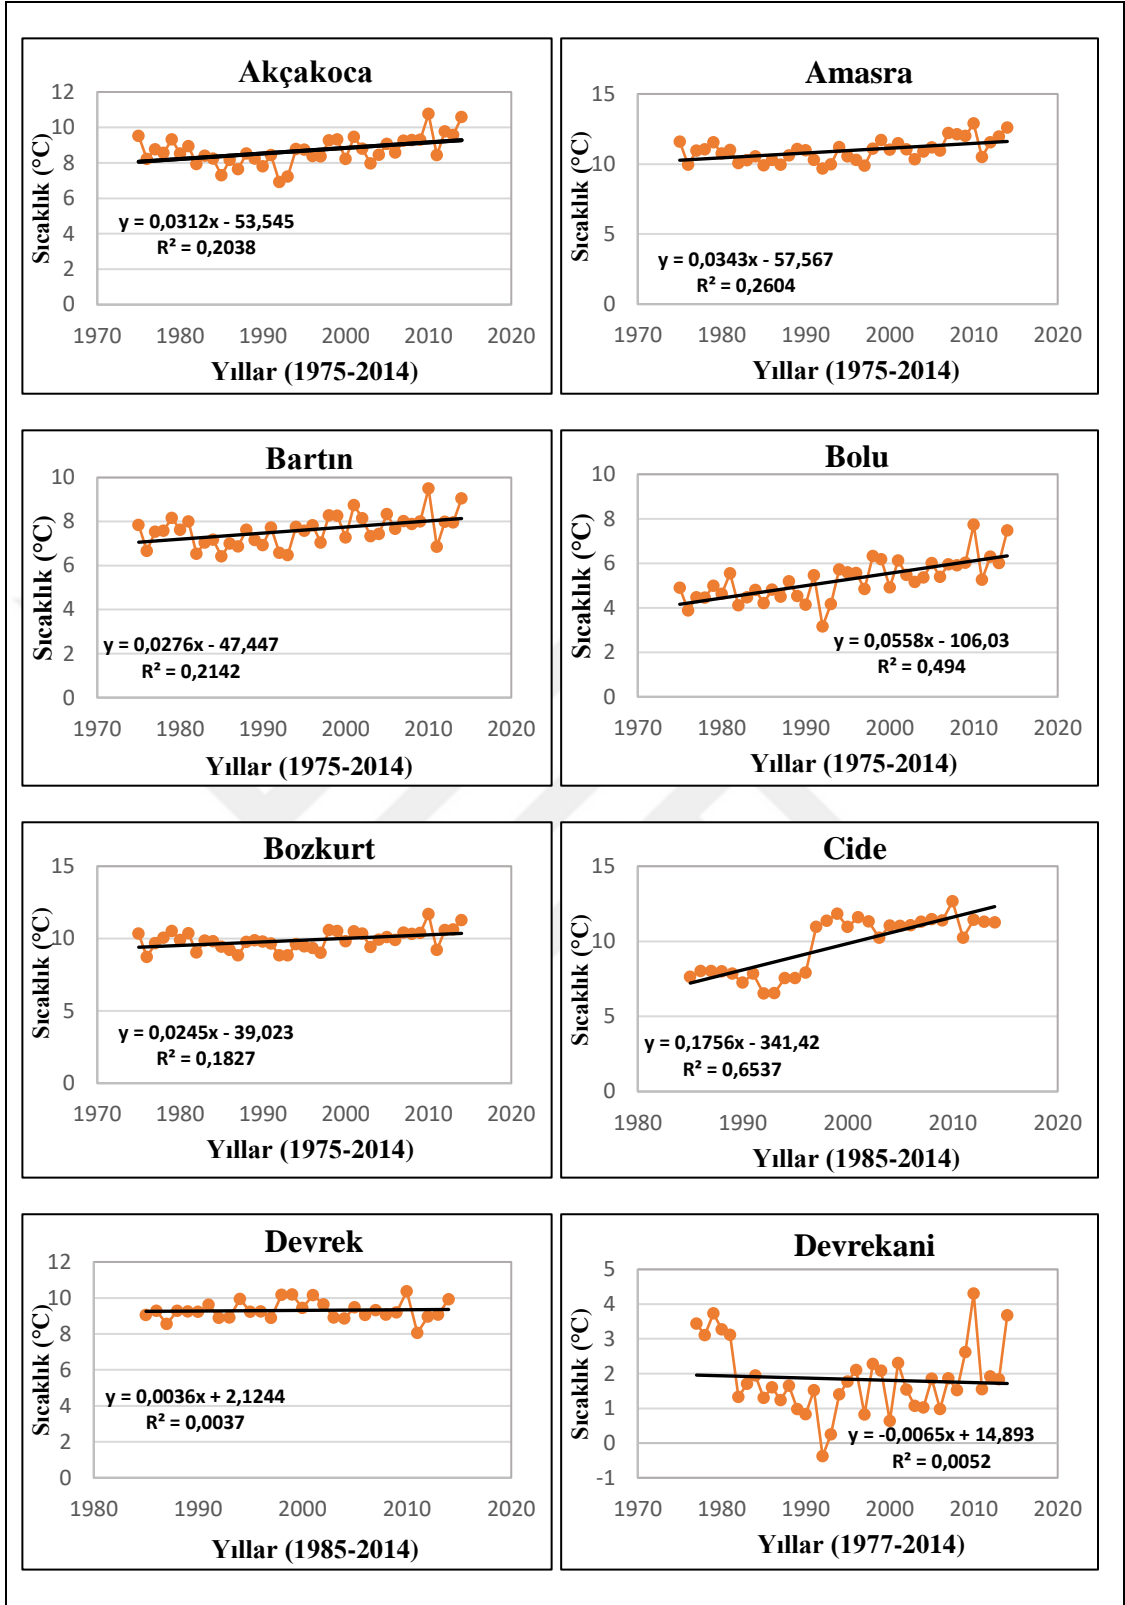 Akçakoca
12
10
8
6
4
2
0
Sıcaklık (°C)
y = 0,0312x - 53,545
R² = 0,2038
1970 1980 1990 2000 2010 2020
Yıllar (1975-2014)
Amasra
15
10
5
0
Sıcaklık (°C)
y = 0,0343x - 57,567
R² = 0,2604
1970 1980 1990 2000 2010 2020
Yıllar (1975-2014)
Bartın
10
8
6
4
2
0
Sıcaklık (°C)
y = 0,0276x - 47,447
R² = 0,2142
1970 1980 1990 2000 2010 2020
Yıllar (1975-2014)
Bolu
10
8
6
4
2
0
Sıcaklık (°C)
y = 0,0558x - 106,03
R² = 0,494
1970 1980 1990 2000 2010 2020
Yıllar (1975-2014)
Bozkurt
15
10
5
0
Sıcaklık (°C)
y = 0,0245x - 39,023
R² = 0,1827
1970 1980 1990 2000 2010 2020
Yıllar (1975-2014)
Cide
15
10
5
0
Sıcaklık (°C)
y = 0,1756x - 341,42
R² = 0,6537
1980 1990 2000 2010 2020
Yıllar (1985-2014)
Devrek
12
10
8
6
4
2
0
Sıcaklık (°C)
y = 0,0036x + 2,1244
R² = 0,0037
1980 1990 2000 2010 2020
Yıllar (1985-2014)
Devrekani
5
4
3
2
1
0
-1
Sıcaklık (°C)
y = -0,0065x + 14,893
R² = 0,0052
1970 1980 1990 2000 2010 2020
Yıllar (1977-2014)